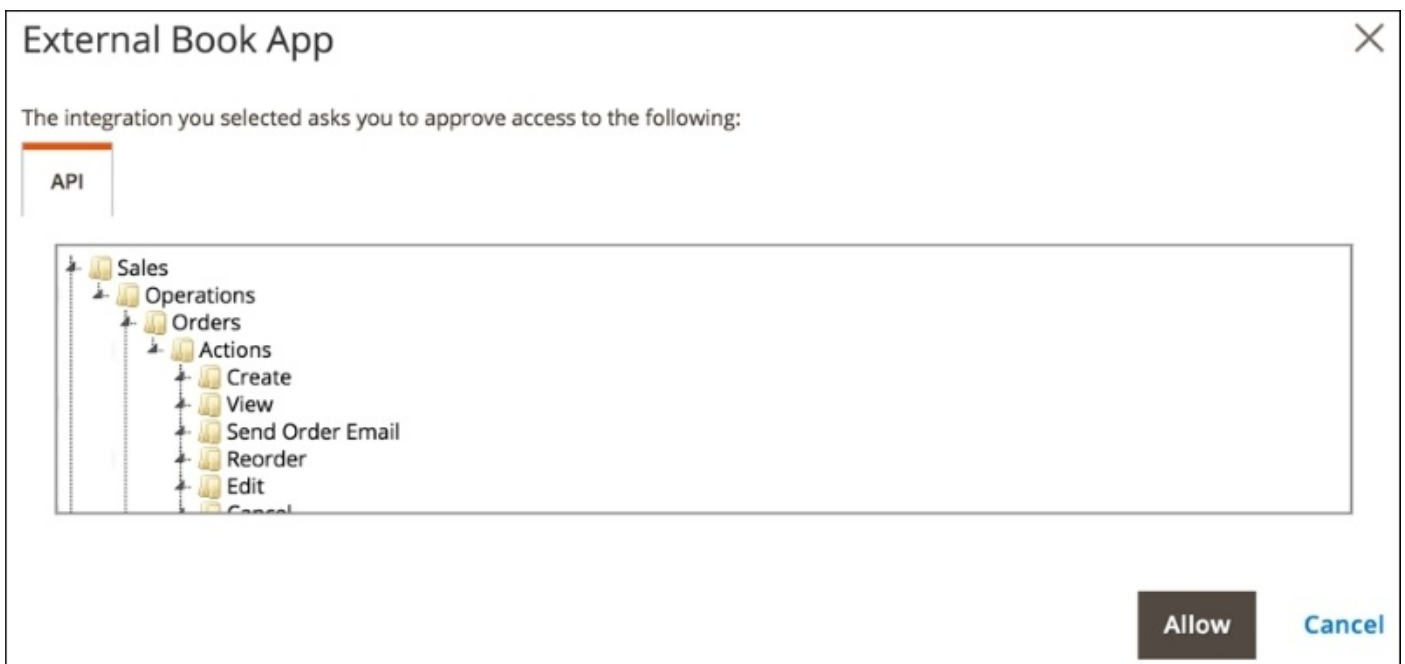 External Book App
The integration you selected asks you to approve access to the following:
API
Sales
Operations
Orders
Actions
Create
View
Send Order Email
Reorder
Edit
Cancel
Allow Cancel